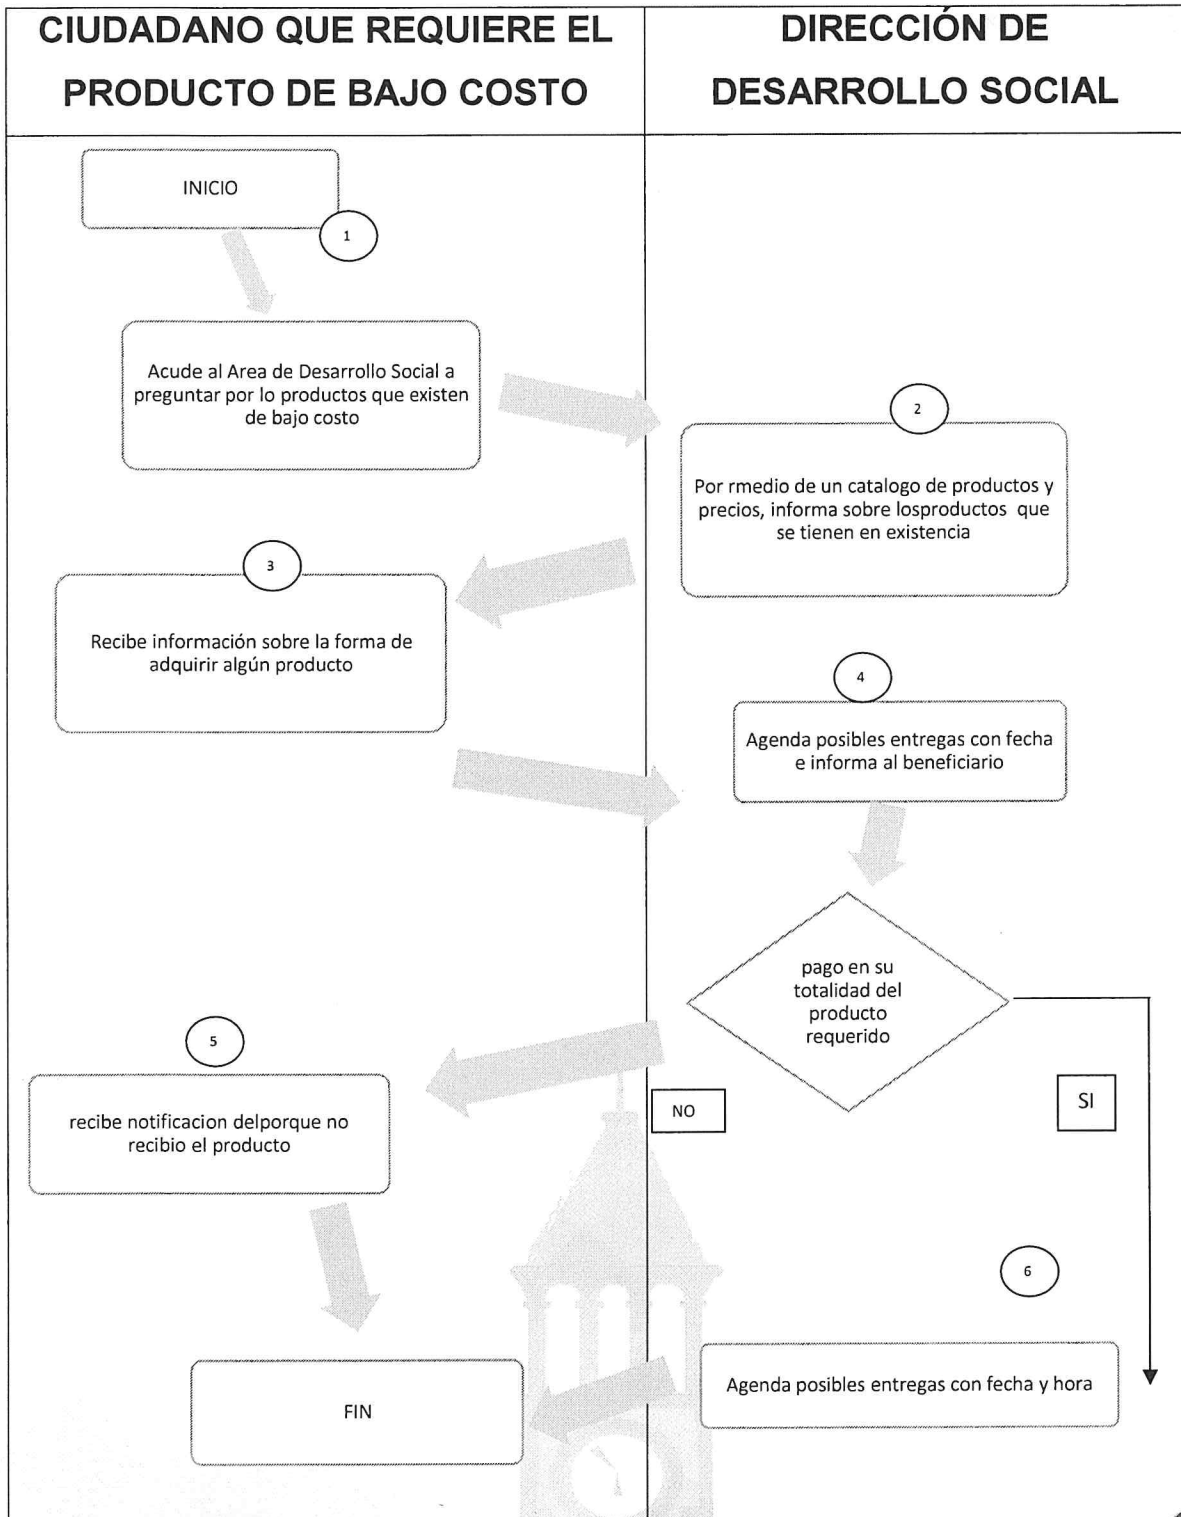 CIUDADANO QUE REQUIERE EL
PRODUCTO DE BAJO COSTO
DIRECCIÓN DE
DESARROLLO SOCIAL
INICIO
1
Acude al Area de Desarrollo Social a
preguntar por lo productos que existen
de bajo costo
2
Por rmedio de un catalogo de productos y
precios, informa sobre losproductos que
se tienen en existencia
3
Recibe información sobre la forma de
adquirir algún producto
4
Agenda posibles entregas con fecha
e informa al beneficiario
pago en su
totalidad del
producto
requerido
5
recibe notificacion delporque no
recibio el producto
NO
SI
6
Agenda posibles entregas con fecha y hora
FIN